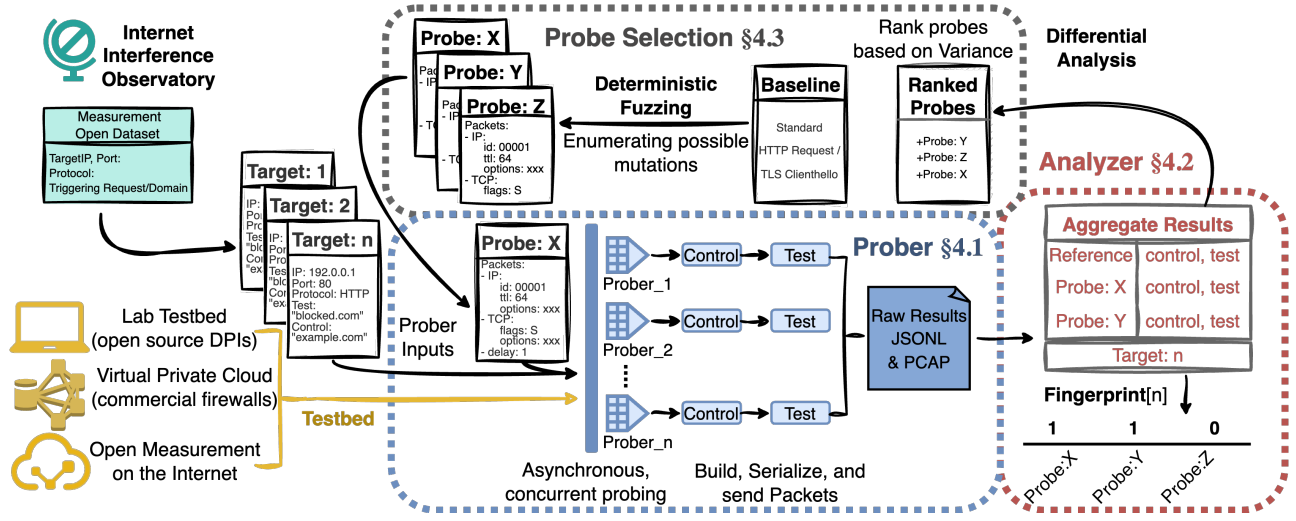 Internet
Interference
Observatory
Measurement
Open Dataset
TargetIP, Port:
Protocol:
Triggering Request/Domain
Target: 1
IP:
Target: 2
IP:
Target: n
IP: 192.0.0.1
Port: 80
Protocol: HTTP
Test:
"blocked.com"
Control:
"example.com"
Lab Testbed
(open source DPIs)
Virtual Private Cloud
(commercial firewalls)
Open Measurement
on the Internet
Testbed
Probe Selection §4.3
Probe: X
Probe: Y
Probe: Z
Packets:
- IP:
id: 00001
ttl: 64
options: xxx
- TCP:
flags: S
Deterministic
Fuzzing
Enumerating possible
mutations
Baseline
Standard
HTTP Request /
TLS Clienthello
Rank probes
based on Variance
Ranked
Probes
+Probe: Y
+Probe: Z
+Probe: X
Differential
Analysis
Prober §4.1
Prober
Inputs
Probe: X
Packets:
- IP:
id: 00001
ttl: 64
options: xxx
- TCP:
flags: S
options: xxx
- delay: 1
Prober_1
Control
Test
Prober_2
Control
Test
Prober_n
Control
Test
Asynchronous,
concurrent probing
Build, Serialize, and
send Packets
Raw Results
JSONL
& PCAP
Analyzer §4.2
Aggregate Results
Reference control, test
Probe: X control, test
Probe: Y control, test
Target: n
Fingerprint[n]
1 1 0
Probe:X Probe:Y Probe:Z